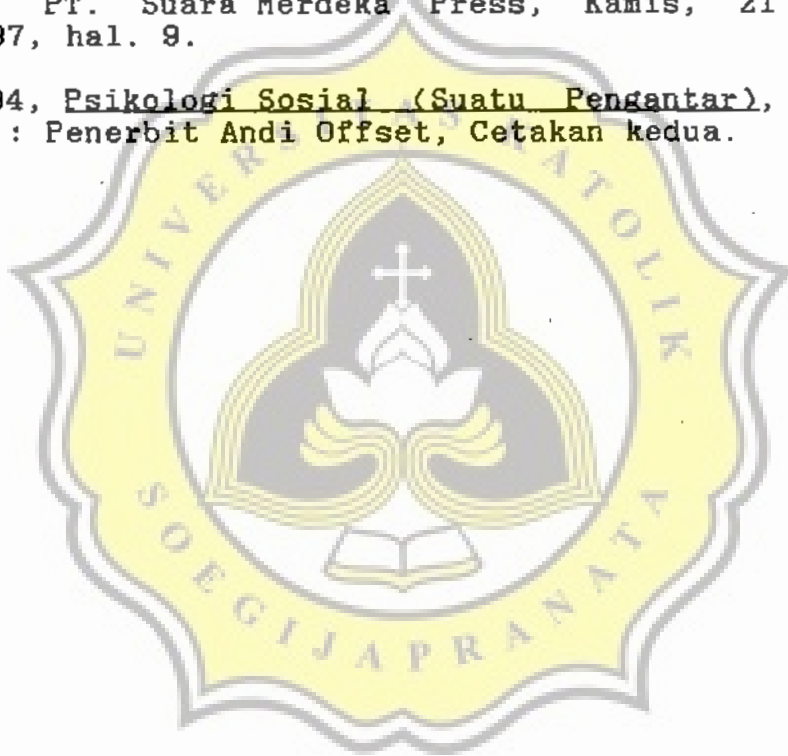 PT. Suara Merdeka Press, Kamis, 21
97, hal. 9.
94, Psikologi Sosial (Suatu Pengantar),
: Penerbit Andi Offset, Cetakan kedua.
UNIVERSITAS KATOLIK
SOEGIJAPRANATA